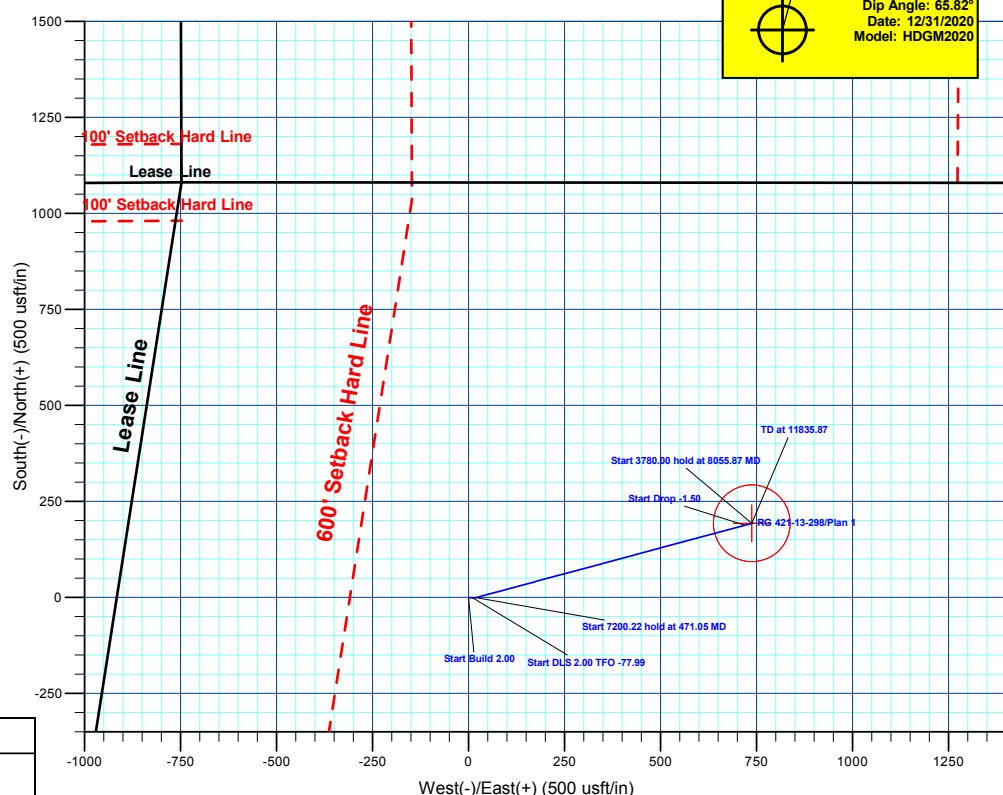 Dip Angle: 65.82°
Date: 12/31/2020
Model: HDGM2020
1500
1250
1000
750
500
250
0
-250
South(-)/North(+) (500 usft/in)
100' Setback Hard Line
Lease Line
100' Setback Hard Line
Lease Line
600' Setback Hard Line
TD at 11835.87
Start 3780.00 hold at 8055.87 MD
Start Drop -1.50
RG 421-13-298/Plan 1
Start 7200.22 hold at 471.05 MD
Start Build 2.00
Start DLS 2.00 TFO -77.99
-1000
-750
-500
-250
0
250
500
750
1000
1250
West(-)/East(+) (500 usft/in)